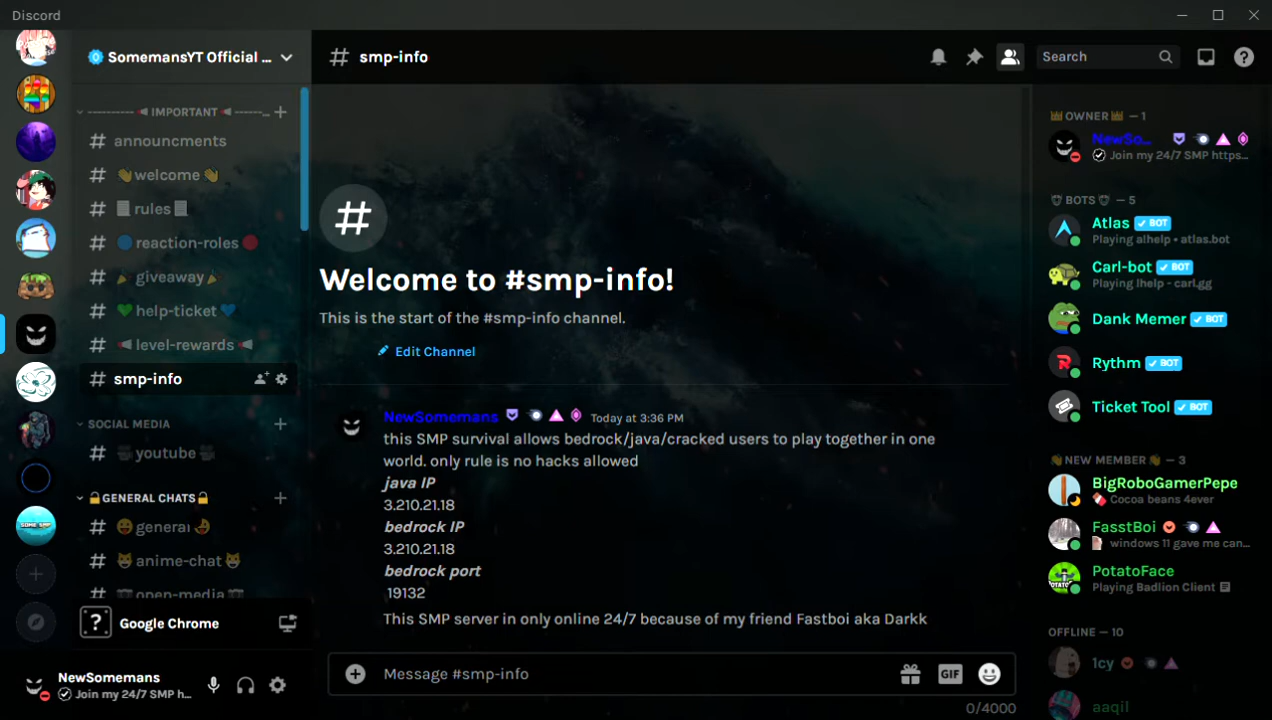 Discord
SomemansYT Official ...
# smp-info
Search
IMPORTANT
# announcments
# welcome
# rules
# reaction-roles
# giveaway
# help-ticket
# level-rewards
# smp-info
SOCIAL MEDIA
# youtube
GENERAL CHATS
# general
# anime-chat
# open-media
Google Chrome
NewSomemans
Join my 24/7 SMP h...
Welcome to #smp-info!
This is the start of the #smp-info channel.
Edit Channel
NewSomemans Today at 3:36 PM
this SMP survival allows bedrock/java/cracked users to play together in one
world. only rule is no hacks allowed
java IP
3.210.21.18
bedrock IP
3.210.21.18
bedrock port
19132
This SMP server in only online 24/7 because of my friend Fastboi aka Darkk
Message #smp-info
GIF
0/4000
OWNER — 1
NewSo...
Join my 24/7 SMP https...
BOTS — 5
Atlas BOT
Playing alhelp • atlas.bot
Carl-bot BOT
Playing lhelp - carl.gg
Dank Memer BOT
Rythm BOT
Ticket Tool BOT
NEW MEMBER — 3
BigRoboGamerPepe
Cocoa beans 4ever
FasstBoi
windows 11 gave me can...
PotatoFace
Playing Badlion Client
OFFLINE — 10
1cy
aaqil
SOME SMP